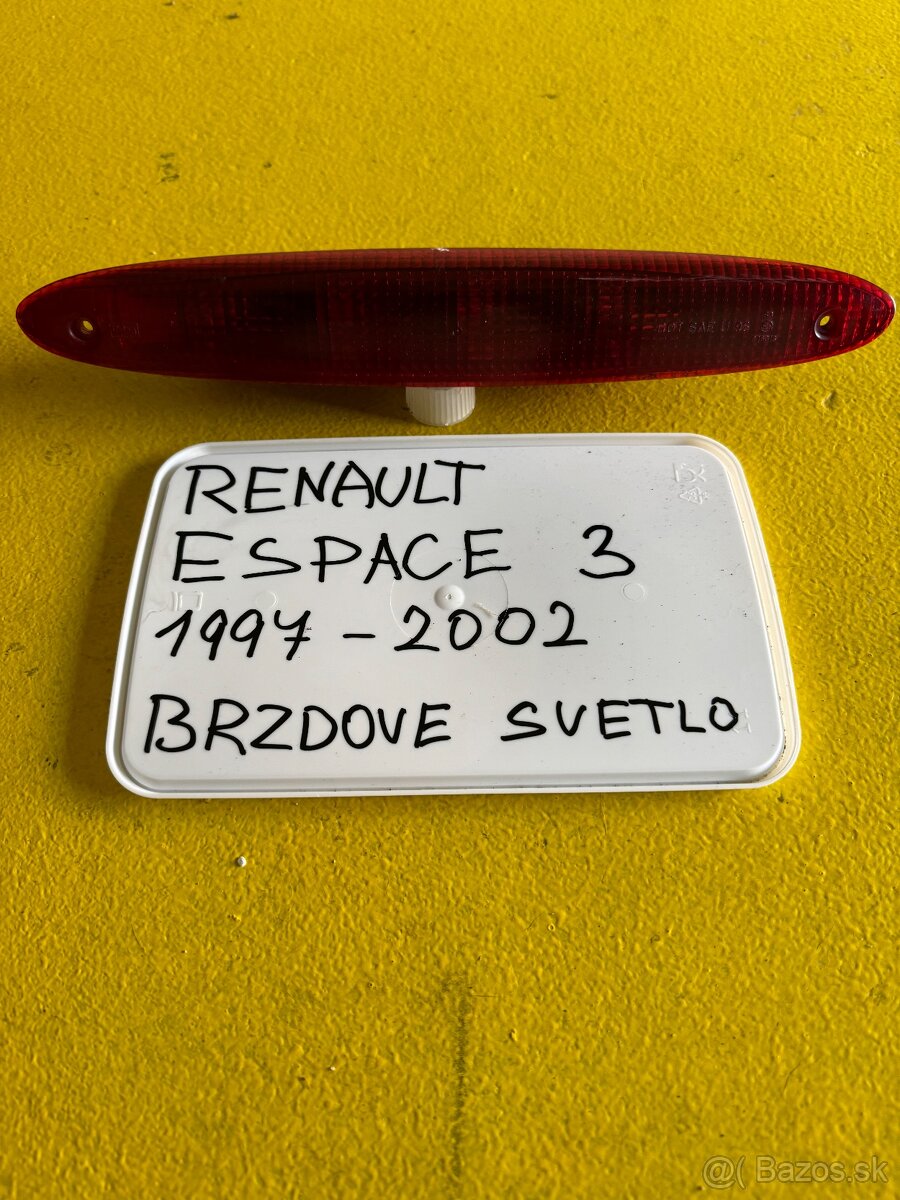 RENAULT
ESPACE 3
1997 - 2002
BRZDOVE SVETLO
@( Bazos.sk